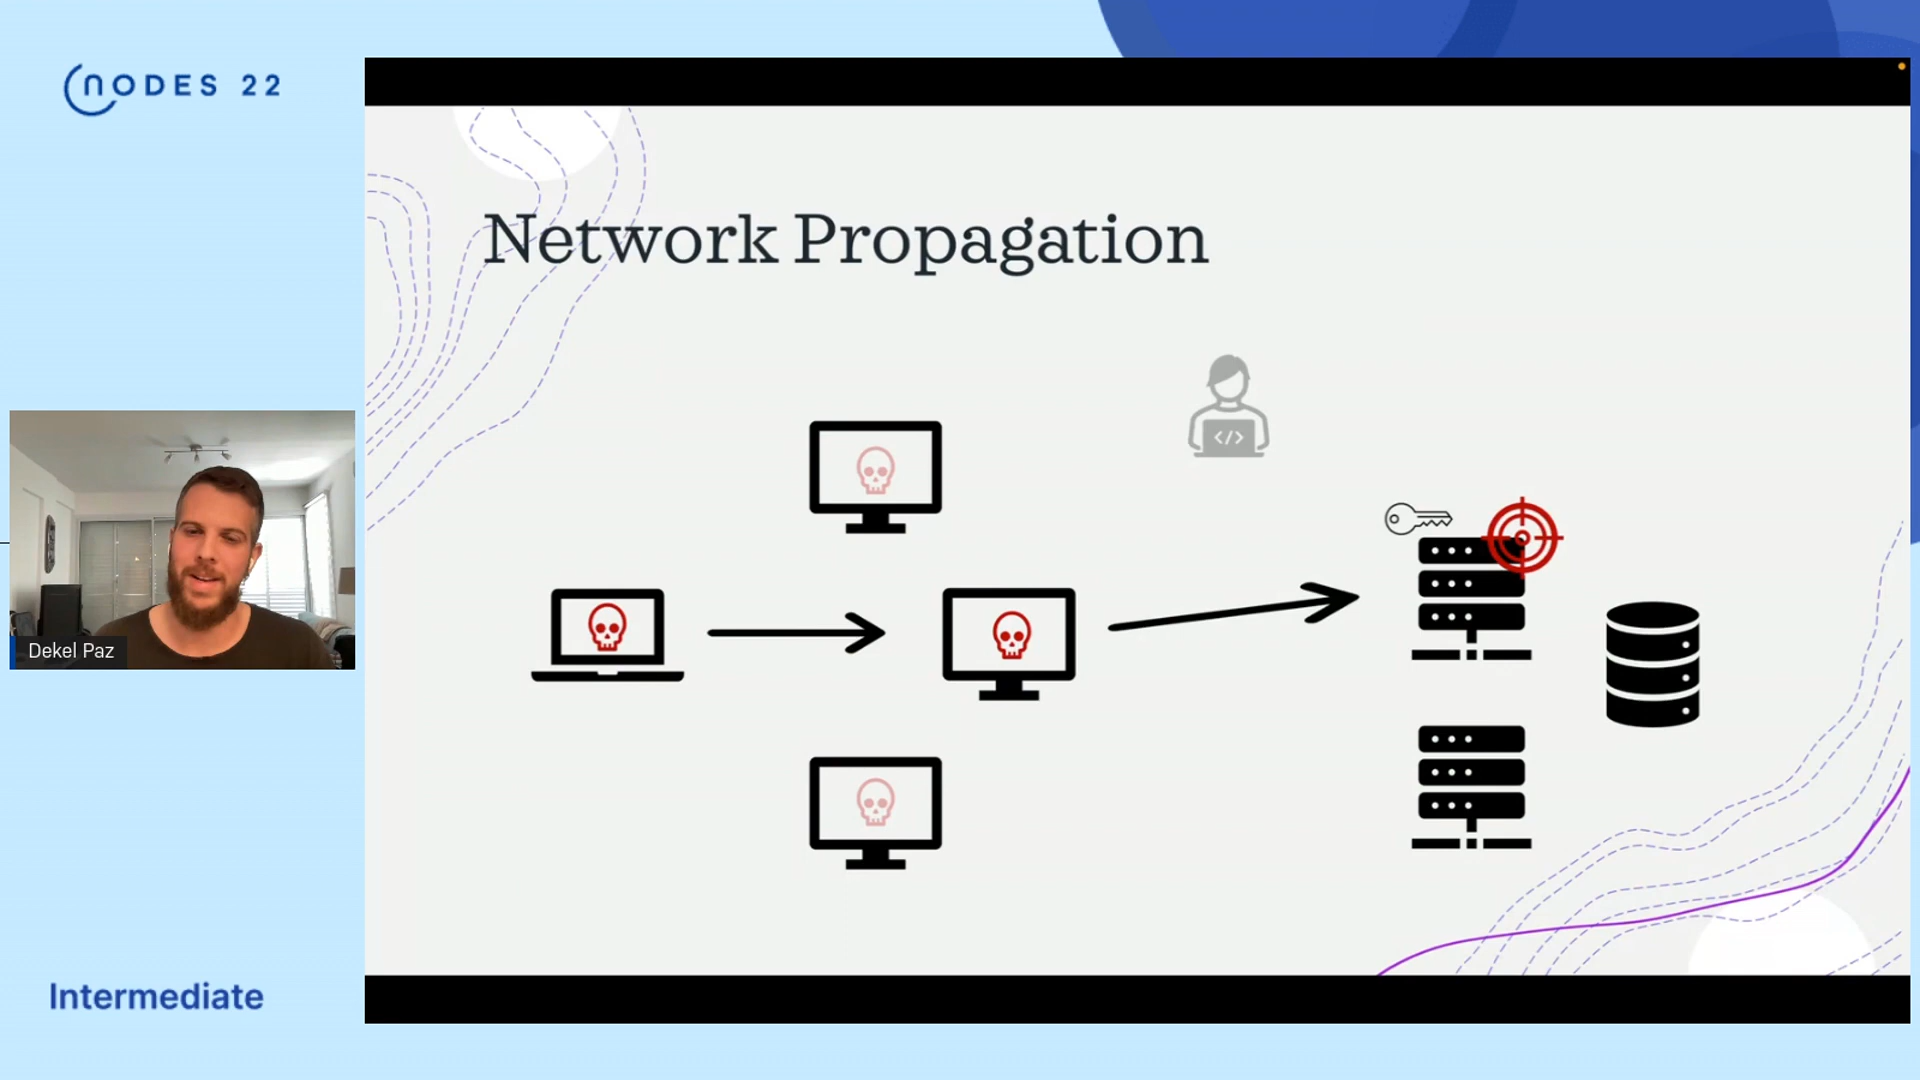 NODES 22
Network Propagation
</>
Dekel Paz
Intermediate